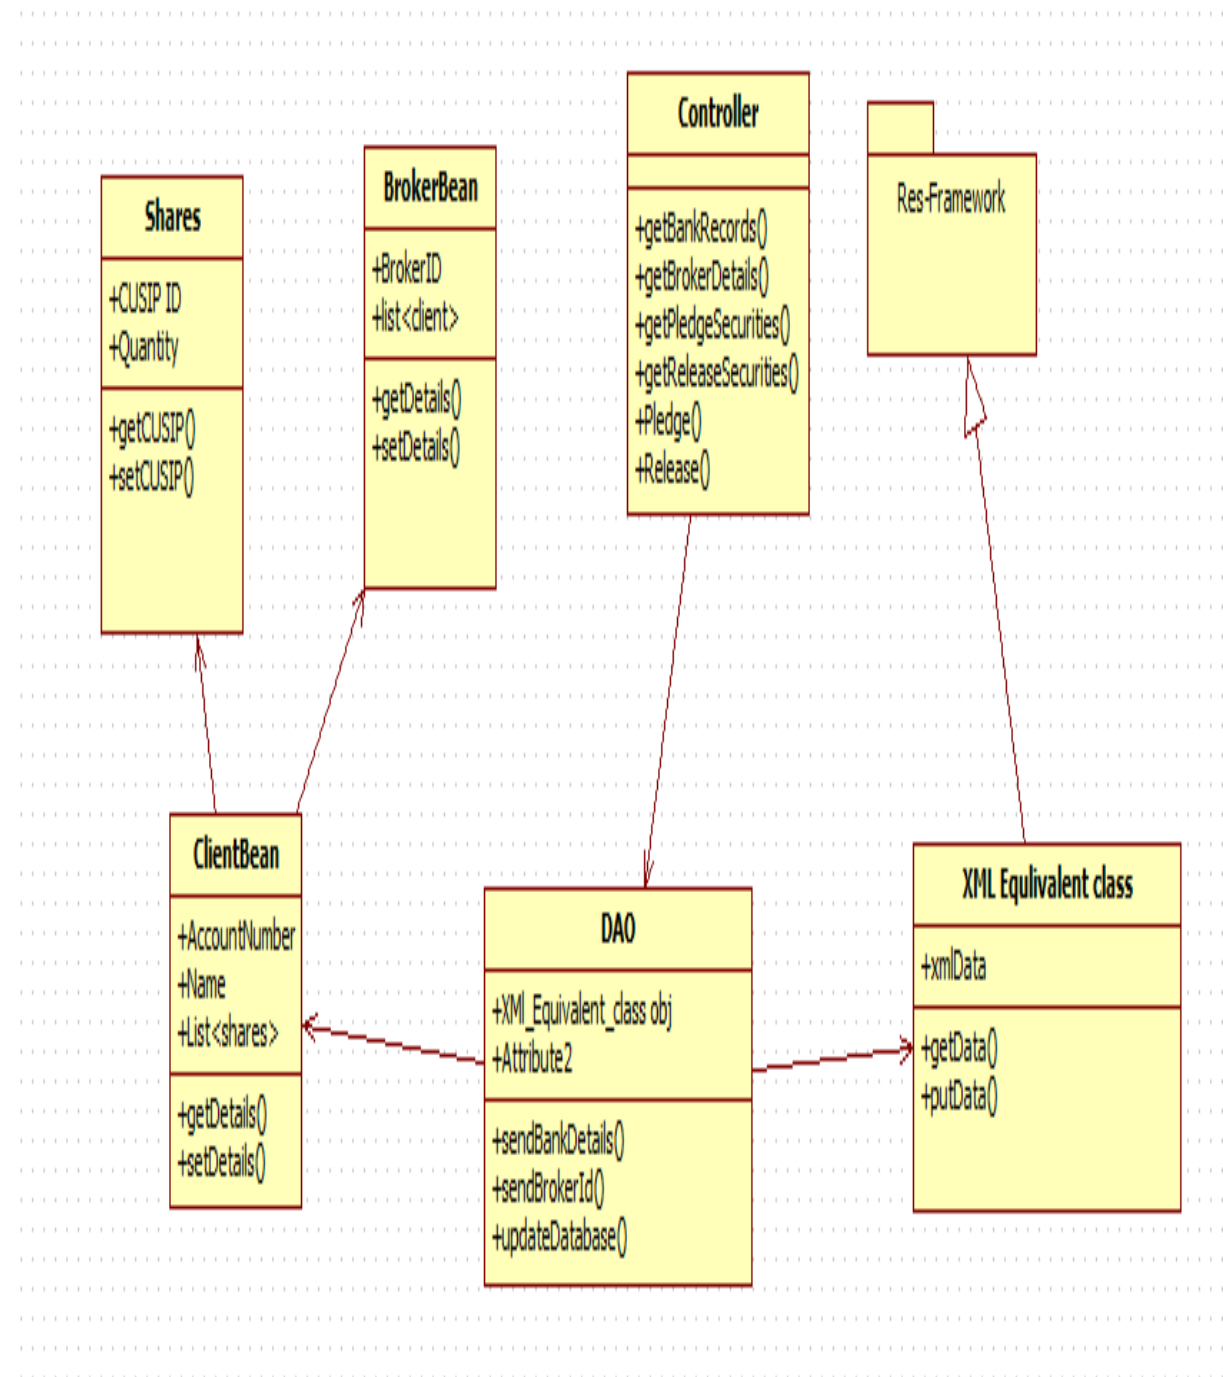 Controller
+getBankRecords()
+getBrokerDetails()
+getPledgeSecurities()
+getReleaseSecurities()
+Pledge()
+Release()
Res-Framework
BrokerBean
+BrokerID
+list<client>
+getDetails()
+setDetails()
Shares
+CUSIP ID
+Quantity
+getCUSIP()
+setCUSIP()
ClientBean
+AccountNumber
+Name
+List<shares>
+getDetails()
+setDetails()
DAO
+XMl_Equivalent_class obj
+Attribute2
+sendBankDetails()
+sendBrokerId()
+updateDatabase()
XML Equlivalent class
+xmlData
+getData()
+putData()